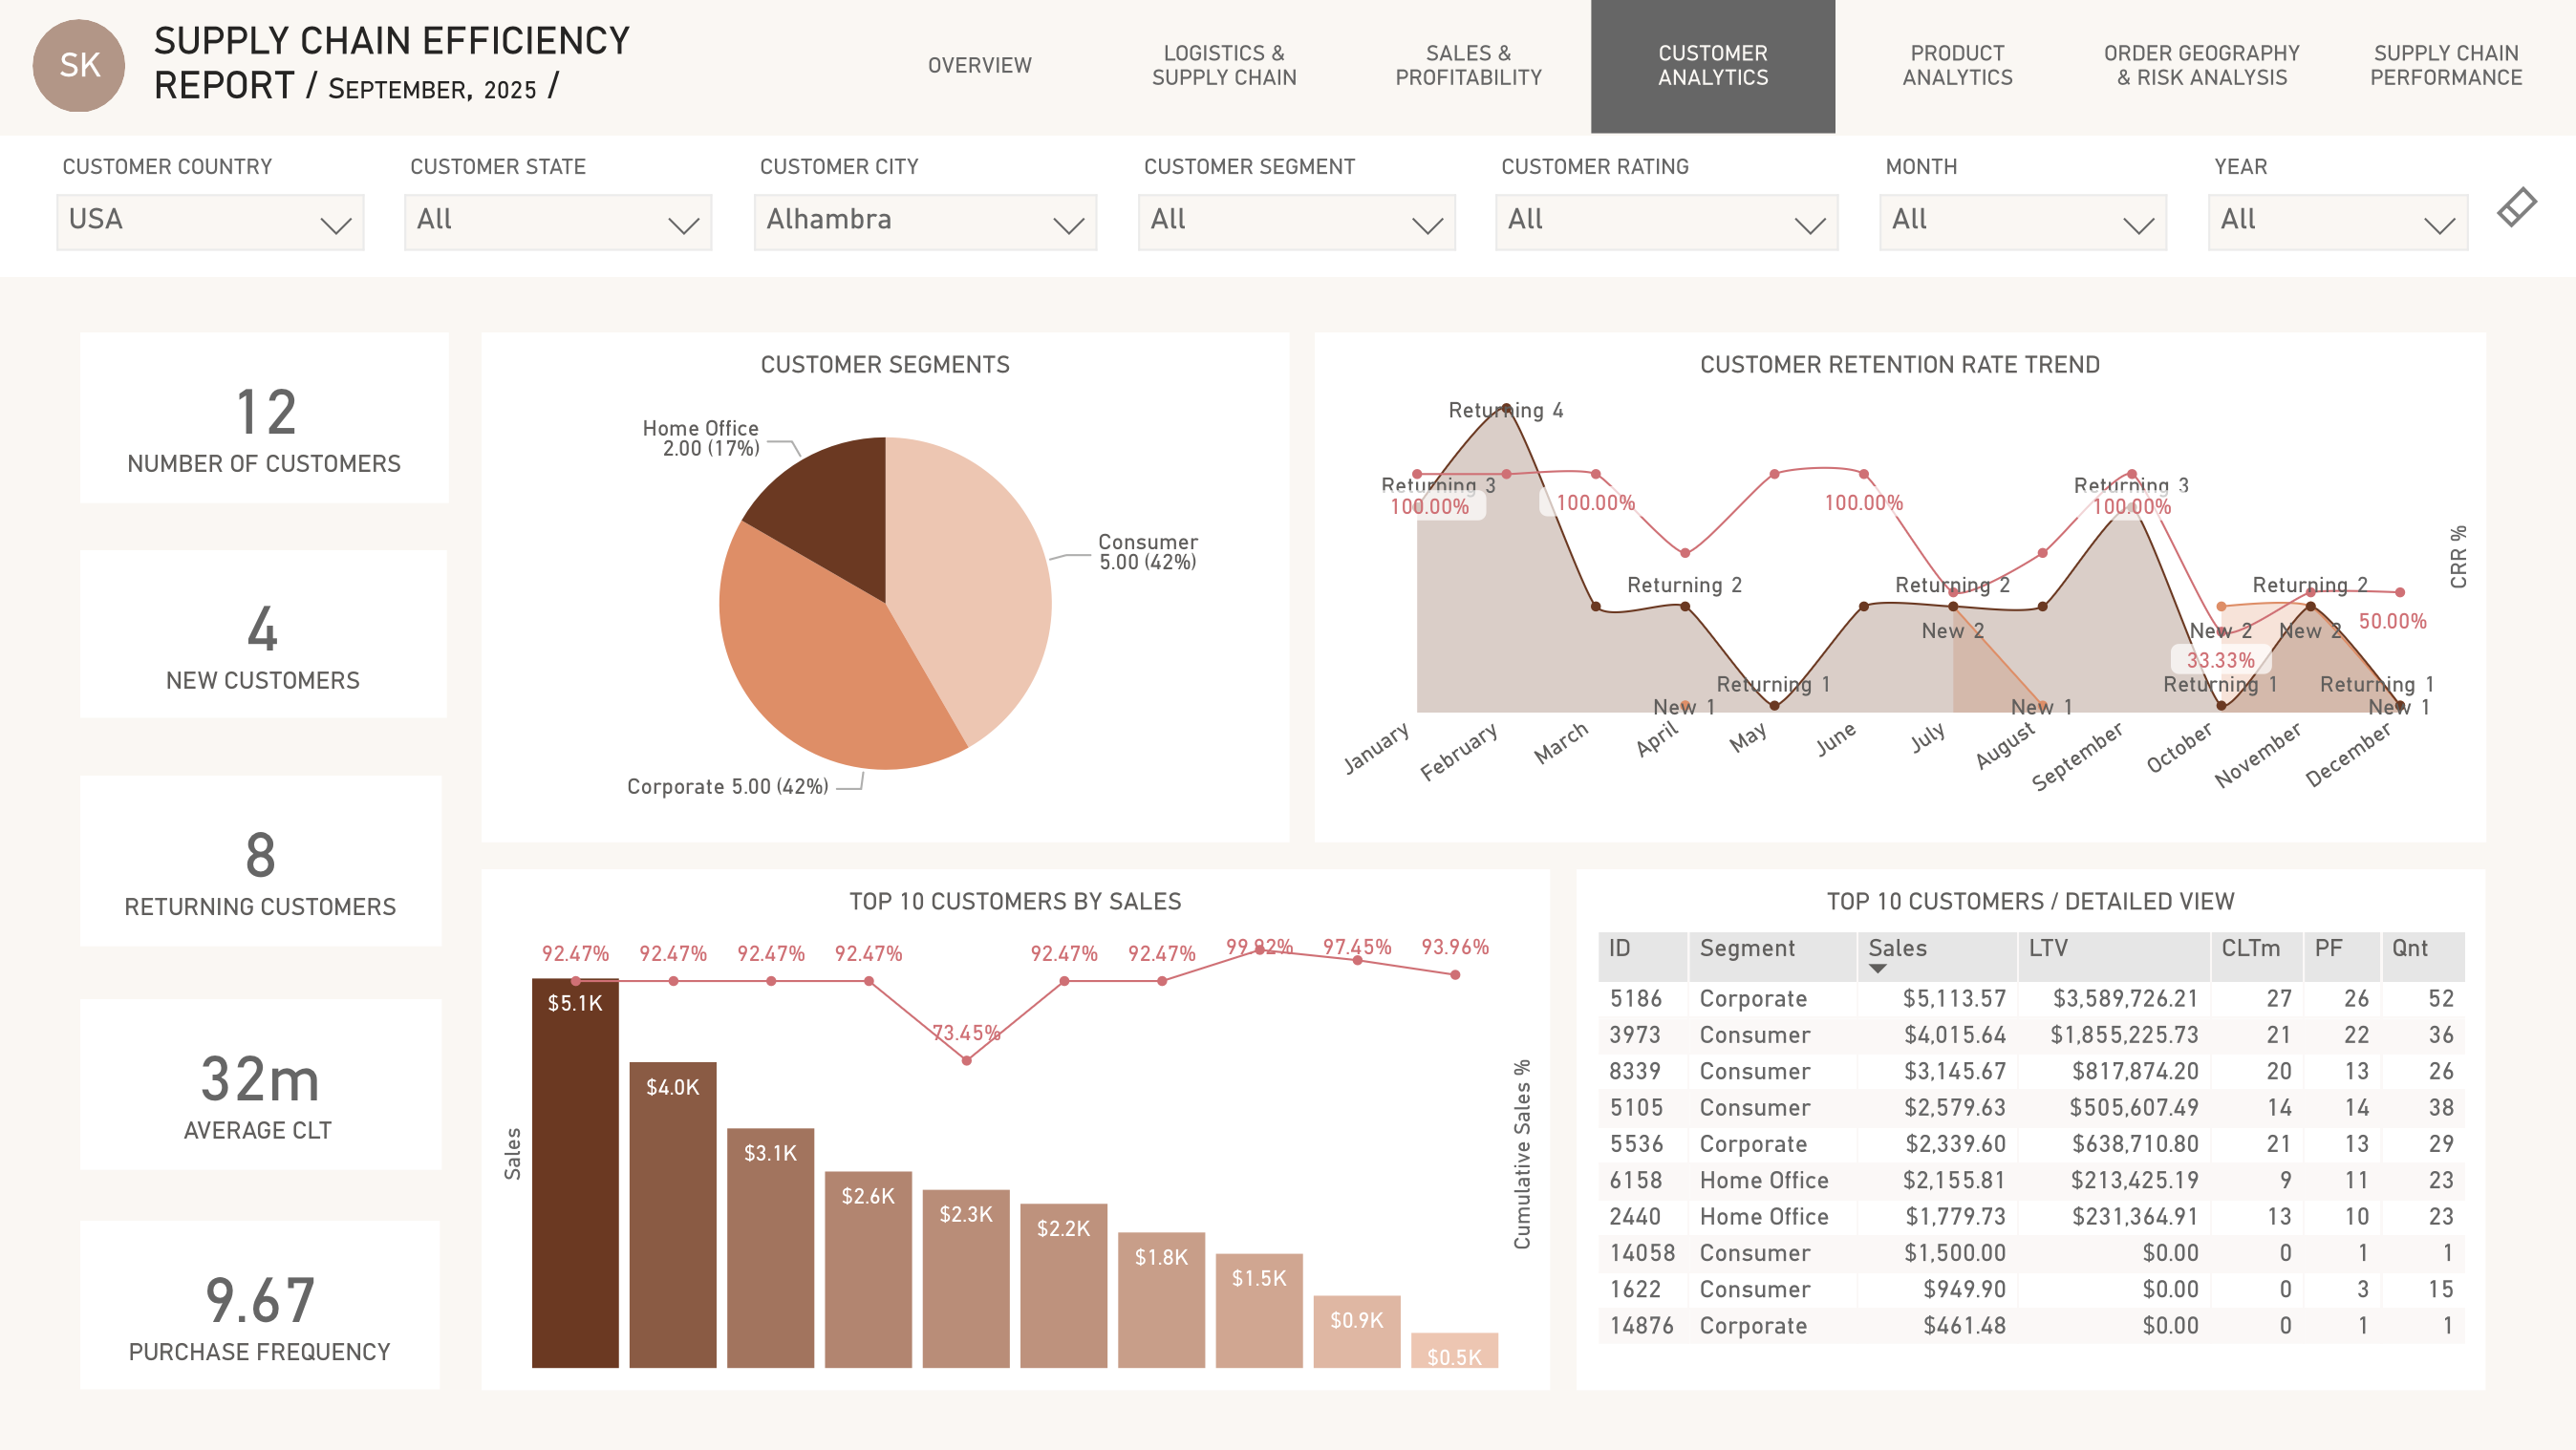 SK
SUPPLY CHAIN EFFICIENCY
REPORT / SEPTEMBER, 2025 /
OVERVIEW
LOGISTICS &
SUPPLY CHAIN
SALES &
PROFITABILITY
CUSTOMER
ANALYTICS
PRODUCT
ANALYTICS
ORDER GEOGRAPHY
& RISK ANALYSIS
SUPPLY CHAIN
PERFORMANCE
CUSTOMER COUNTRY
USA
CUSTOMER STATE
All
CUSTOMER CITY
Alhambra
CUSTOMER SEGMENT
All
CUSTOMER RATING
All
MONTH
All
YEAR
All
12
NUMBER OF CUSTOMERS
4
NEW CUSTOMERS
8
RETURNING CUSTOMERS
32m
AVERAGE CLT
9.67
PURCHASE FREQUENCY
CUSTOMER SEGMENTS
Home Office
2.00 (17%)
Consumer
5.00 (42%)
Corporate 5.00 (42%)
CUSTOMER RETENTION RATE TREND
Returning 4
Returning 3
100.00%
100.00%
Returning 2
New 1
Returning 1
100.00%
Returning 2
New 2
New 1
Returning 3
100.00%
New 2
33.33%
Returning 1
Returning 2
New 2
50.00%
Returning 1
New 1
CRR %
January
February
March
April
May
June
July
August
September
October
November
December
TOP 10 CUSTOMERS BY SALES
92.47% 92.47% 92.47% 92.47% 73.45% 92.47% 92.47% 99.92% 97.45% 93.96%
$5.1K
$4.0K
$3.1K
$2.6K
$2.3K
$2.2K
$1.8K
$1.5K
$0.9K
$0.5K
Sales
Cumulative Sales %
TOP 10 CUSTOMERS / DETAILED VIEW
ID Segment Sales LTV CLTm PF Qnt
5186 Corporate $5,113.57 $3,589,726.21 27 26 52
3973 Consumer $4,015.64 $1,855,225.73 21 22 36
8339 Consumer $3,145.67 $817,874.20 20 13 26
5105 Consumer $2,579.63 $505,607.49 14 14 38
5536 Corporate $2,339.60 $638,710.80 21 13 29
6158 Home Office $2,155.81 $213,425.19 9 11 23
2440 Home Office $1,779.73 $231,364.91 13 10 23
14058 Consumer $1,500.00 $0.00 0 1 1
1622 Consumer $949.90 $0.00 0 3 15
14876 Corporate $461.48 $0.00 0 1 1